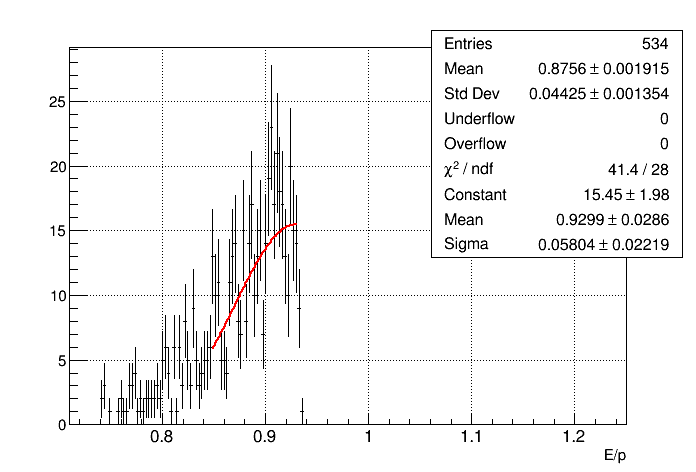 Entries 534
Mean 0.8756 ± 0.001915
Std Dev 0.04425 ± 0.001354
Underflow 0
Overflow 0
χ² / ndf 41.4 / 28
Constant 15.45 ± 1.98
Mean 0.9299 ± 0.0286
Sigma 0.05804 ± 0.02219
25
20
15
10
5
0
0.8 0.9 1 1.1 1.2
E/p